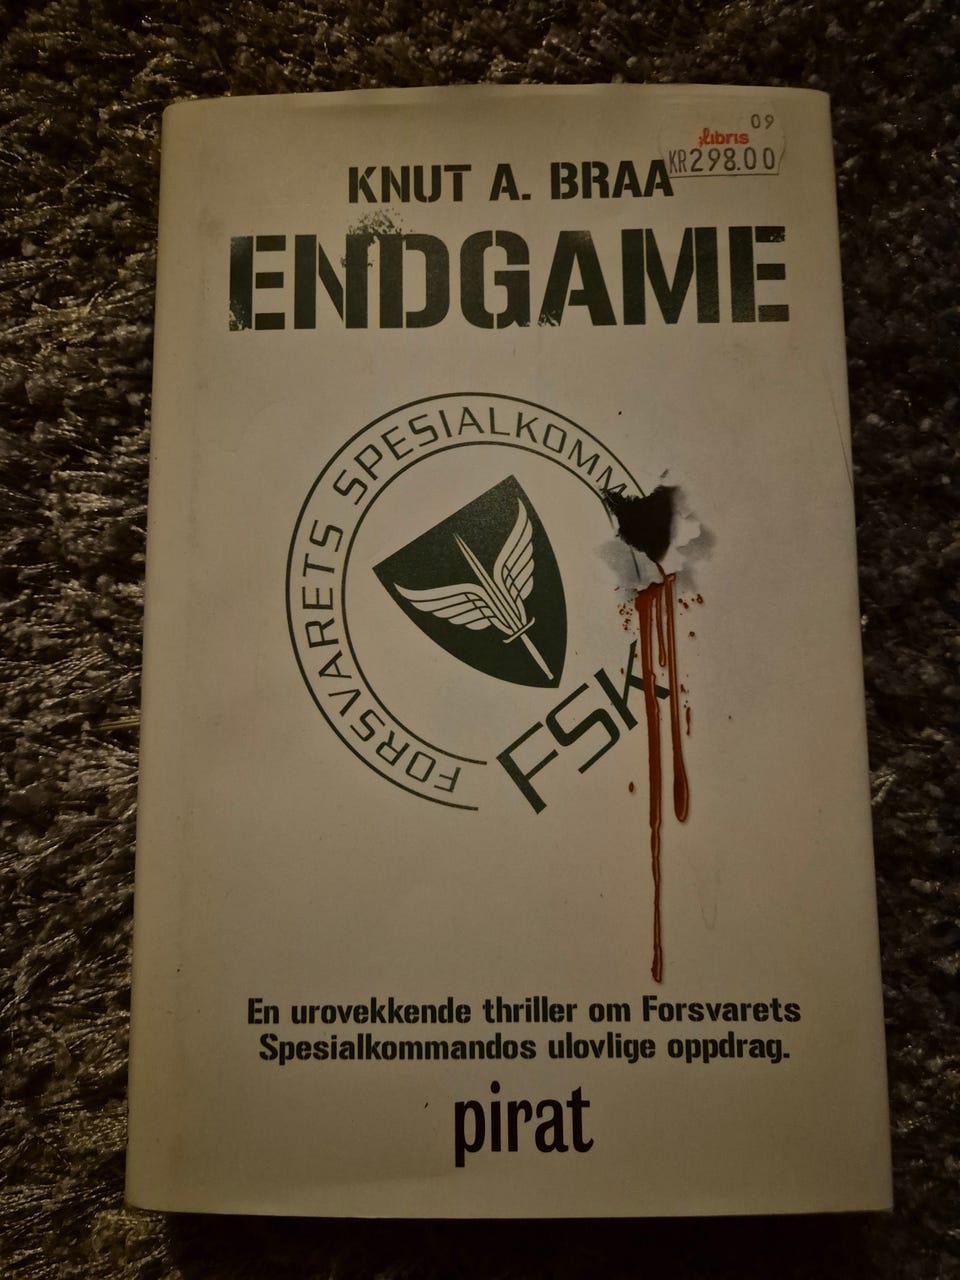 09
libris
KR298.00
KNUT A. BRAA
ENDGAME
FORSVARETS SPESIALKOMM
FSK
En urovekkende thriller om Forsvarets
Spesialkommandos ulovlige oppdrag.
pirat